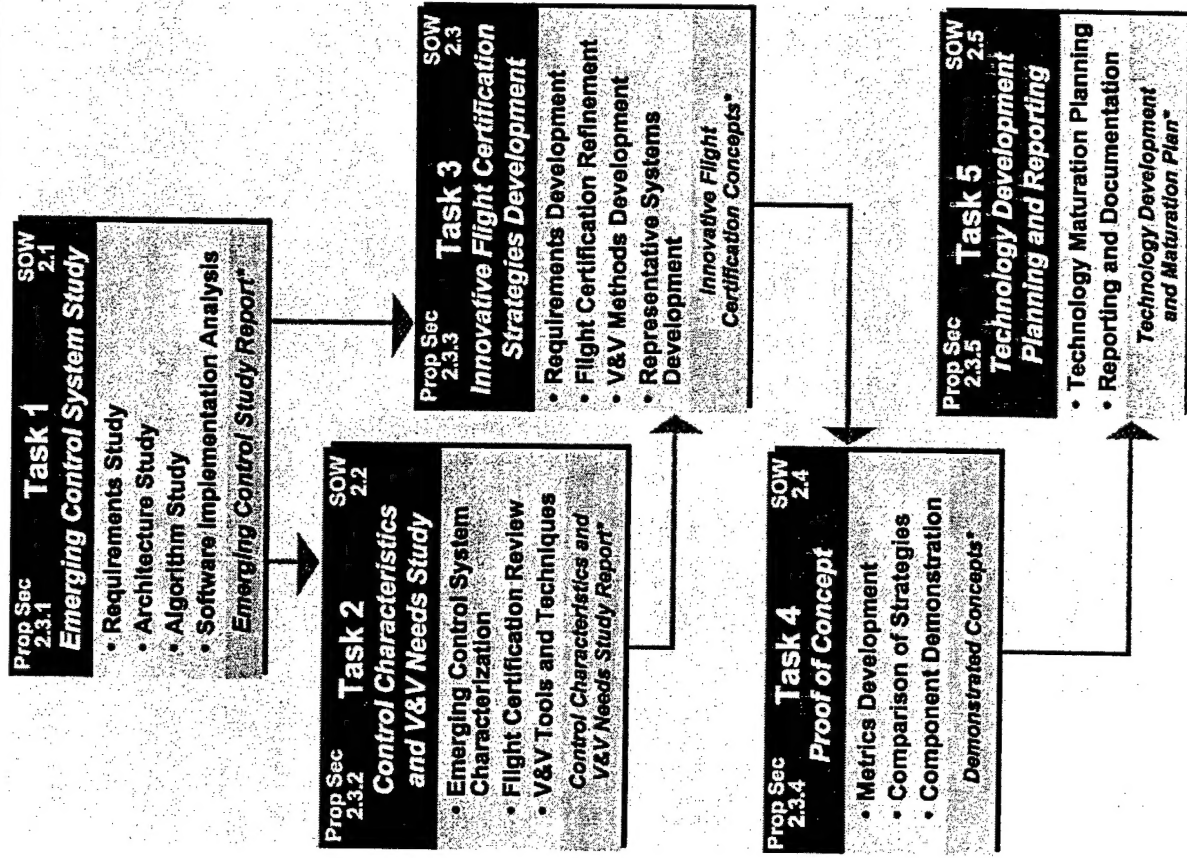 Prop Sec Task 1 SOW
2.3.1 2.1
Emerging Control System Study
• Requirements Study
• Architecture Study
• Algorithm Study
• Software Implementation Analysis
Emerging Control Study Report*
Prop Sec Task 2 SOW
2.3.2 2.2
Control Characteristics
and V&V Needs Study
• Emerging Control System
Characterization
• Flight Certification Review
• V&V Tools and Techniques
Control Characteristics and
V&V Needs Study Report*
Prop Sec Task 3 SOW
2.3.3 2.3
Innovative Flight Certification
Strategies Development
• Requirements Development
• Flight Certification Refinement
• V&V Methods Development
• Representative Systems
Development
Innovative Flight
Certification Concepts*
Prop Sec Task 4 SOW
2.3.4 2.4
Proof of Concept
• Metrics Development
• Comparison of Strategies
• Component Demonstration
Demonstrated Concepts*
Prop Sec Task 5 SOW
2.3.5 2.5
Technology Development
Planning and Reporting
• Technology Maturation Planning
• Reporting and Documentation
Technology Development
and Maturation Plan*